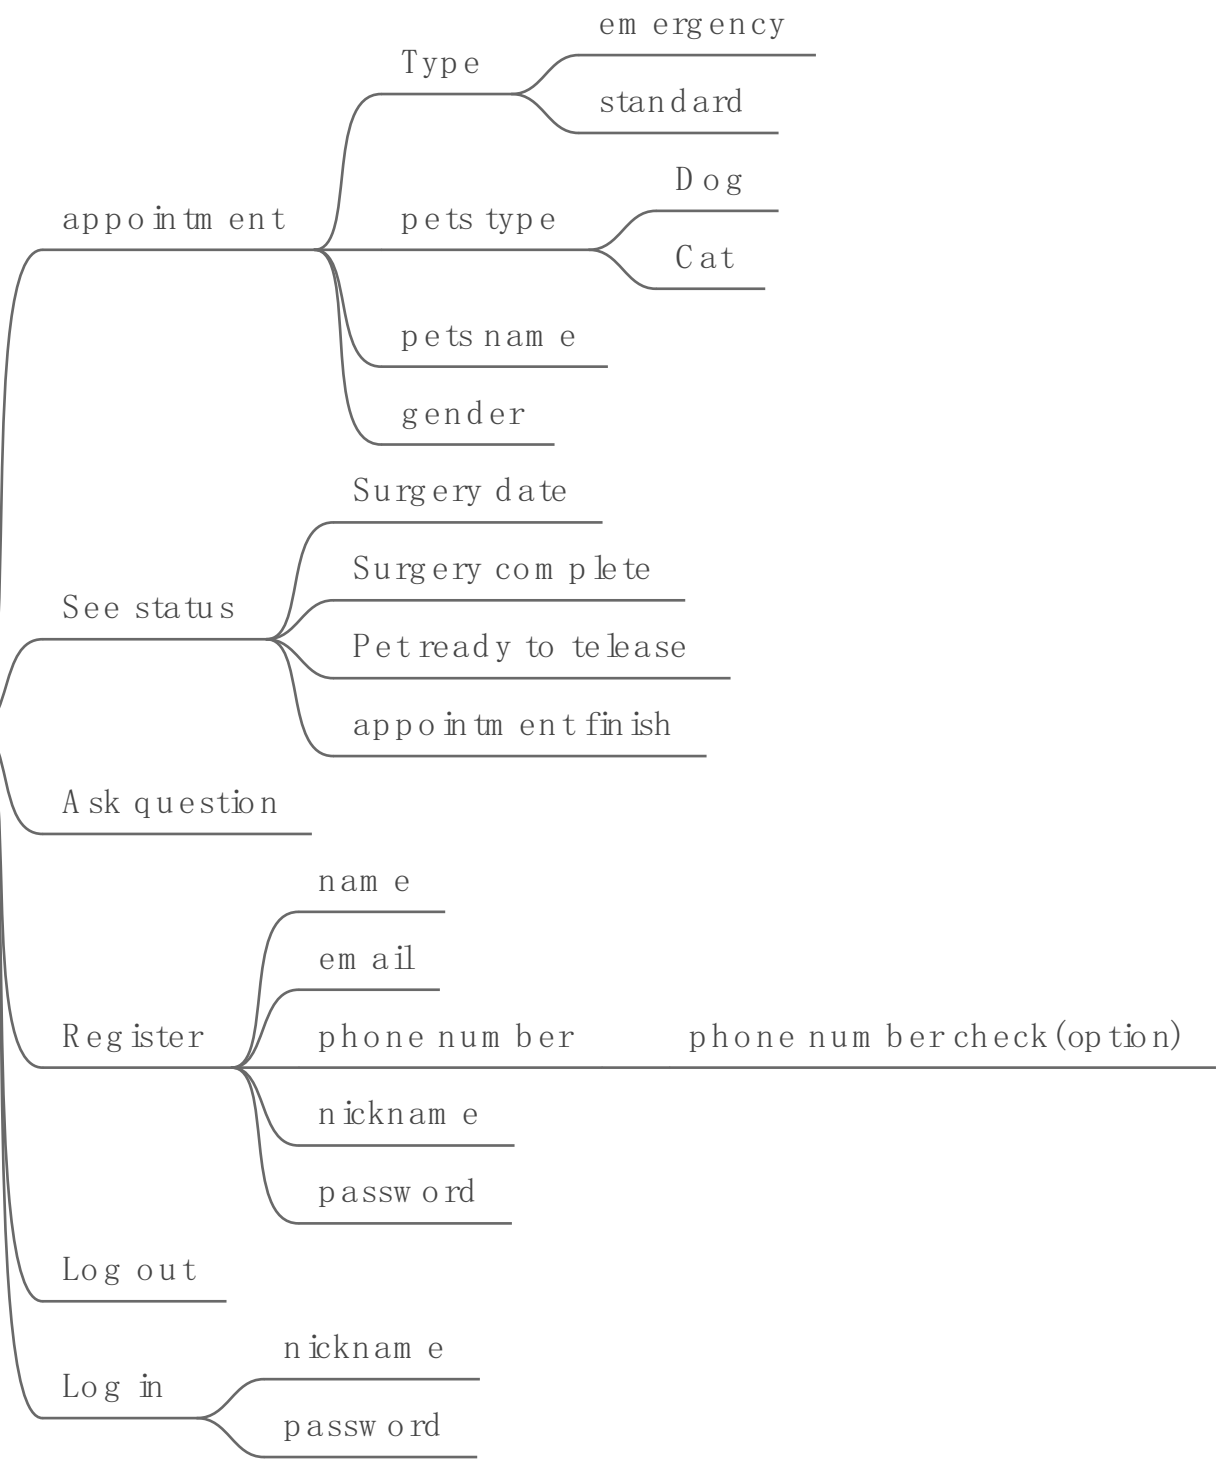 emergency
Type
standard
Dog
appointment
pets type
Cat
pets name
gender
Surgery date
Surgery complete
See status
Pet ready to telease
appointment finish
Ask question
name
email
Register
phone number
phone number check(option)
nickname
password
Log out
nickname
Log in
password